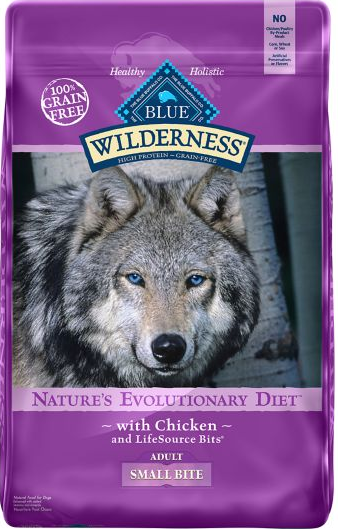 NO
Chicken/Poultry
By-Product
Meals
Corn, Wheat
or Soy
Artificial
Preservatives
or Flavors
Healthy Holistic
100%
GRAIN
FREE
BLUE
WILDERNESS
HIGH PROTEIN – GRAIN-FREE
NATURE'S EVOLUTIONARY DIET™
~ with Chicken ~
and LifeSource Bits®
ADULT
SMALL BITE
Natural Food for Dogs